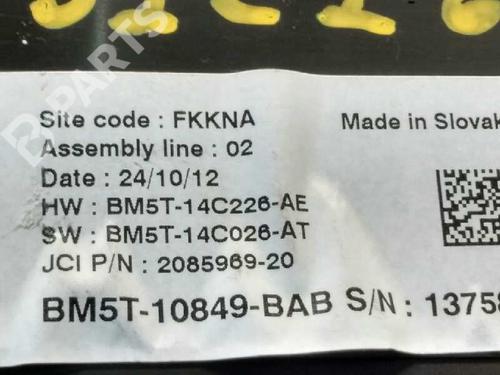 Site code : FKKNA
Made in Slovak
Assembly line : 02
Date : 24/10/12
HW : BM5T-14C226-AE
SW : BM5T-14C026-AT
JCI P/N : 2085969-20
BM5T-10849-BAB S/N : 13758